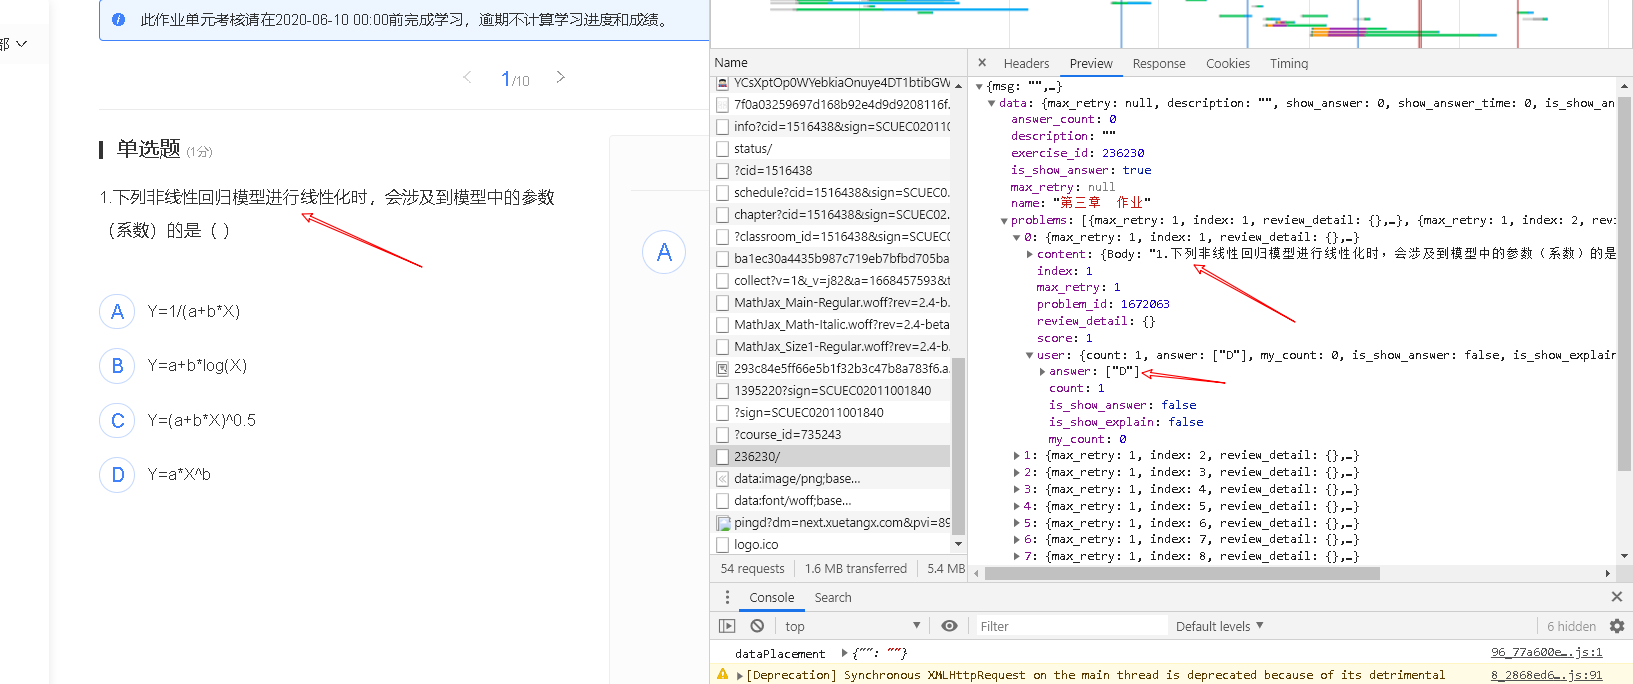 部
此作业单元考核请在2020-06-10 00:00前完成学习，逾期不计算学习进度和成绩。
1/10
单选题 (1分)
1.下列非线性回归模型进行线性化时，会涉及到模型中的参数
（系数）的是（ ）
A Y=1/(a+b*X)
B Y=a+b*log(X)
C Y=(a+b*X)^0.5
D Y=a*X^b
A
Name
YCsXptOp0WYebkiaOnuye4DT1btibGW
7f0a03259697d168b92e4d9d9208116f.
info?cid=1516438&sign=SCUEC020110
status/
?cid=1516438
schedule?cid=1516438&sign=SCUEC0.
chapter?cid=1516438&sign=SCUEC02.
?classroom_id=1516438&sign=SCUEC0
ba1ec30a4435b987c719eb7bfbd705ba
collect?v=1&_v=j82&a=1668457593&t
MathJax_Main-Regular.woff?rev=2.4-b.
MathJax_Math-Italic.woff?rev=2.4-beta
MathJax_Size1-Regular.woff?rev=2.4-b.
293c84e5ff66e5b1f32b3c47b8a783f6.a.
1395220?sign=SCUEC02011001840
?sign=SCUEC02011001840
?course_id=735243
236230/
data:image/png;base...
data:font/woff;base...
pingd?dm=next.xuetangx.com&pvi=89
logo.ico
54 requests 1.6 MB transferred 5.4 MB
× Headers Preview Response Cookies Timing
{msg: "",…}
data: {max_retry: null, description: "", show_answer: 0, show_answer_time: 0, is_show_an
answer_count: 0
description: ""
exercise_id: 236230
is_show_answer: true
max_retry: null
name: "第三章 作业"
problems: [{max_retry: 1, index: 1, review_detail: {},…}, {max_retry: 1, index: 2, rev
0: {max_retry: 1, index: 1, review_detail: {},…}
content: {Body: "1.下列非线性回归模型进行线性化时，会涉及到模型中的参数（系数）的是
index: 1
max_retry: 1
problem_id: 1672063
review_detail: {}
score: 1
user: {count: 1, answer: ["D"], my_count: 0, is_show_answer: false, is_show_explain
answer: ["D"]
count: 1
is_show_answer: false
is_show_explain: false
my_count: 0
1: {max_retry: 1, index: 2, review_detail: {},…}
2: {max_retry: 1, index: 3, review_detail: {},…}
3: {max_retry: 1, index: 4, review_detail: {},…}
4: {max_retry: 1, index: 5, review_detail: {},…}
5: {max_retry: 1, index: 6, review_detail: {},…}
6: {max_retry: 1, index: 7, review_detail: {},…}
7: {max_retry: 1, index: 8, review_detail: {},…}
Console Search
top Filter Default levels 6 hidden
dataPlacement {"": ""} 96_77a600e….js:1
[Deprecation] Synchronous XMLHttpRequest on the main thread is deprecated because of its detrimental 8_2868ed6….js:91